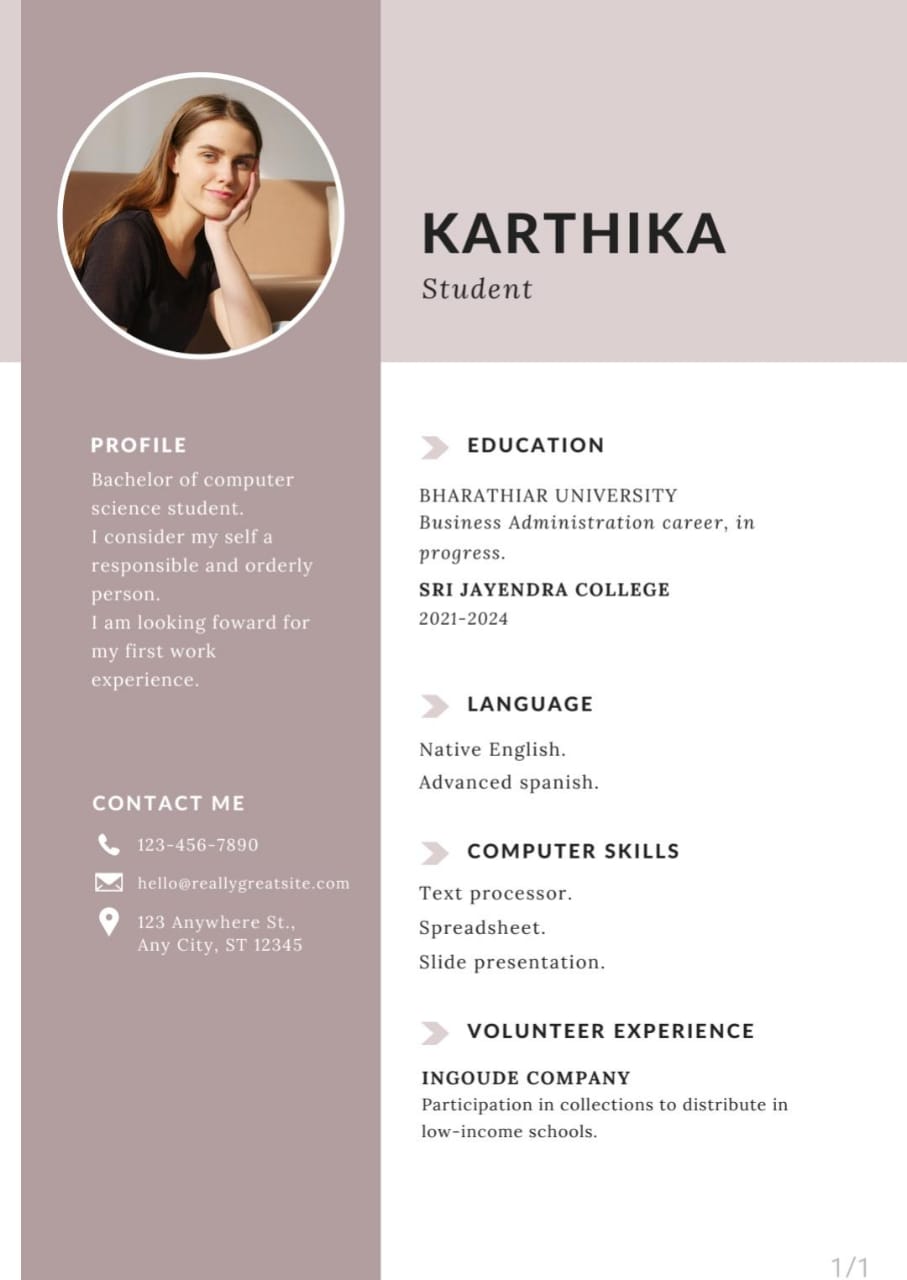 KARTHIKA
Student
PROFILE
Bachelor of computer
science student.
I consider my self a
responsible and orderly
person.
I am looking foward for
my first work
experience.
CONTACT ME
123-456-7890
hello@reallygreatsite.com
123 Anywhere St.,
Any City, ST 12345
EDUCATION
BHARATHIAR UNIVERSITY
Business Administration career, in
progress.
SRI JAYENDRA COLLEGE
2021-2024
LANGUAGE
Native English.
Advanced spanish.
COMPUTER SKILLS
Text processor.
Spreadsheet.
Slide presentation.
VOLUNTEER EXPERIENCE
INGOUDE COMPANY
Participation in collections to distribute in
low-income schools.
1/1